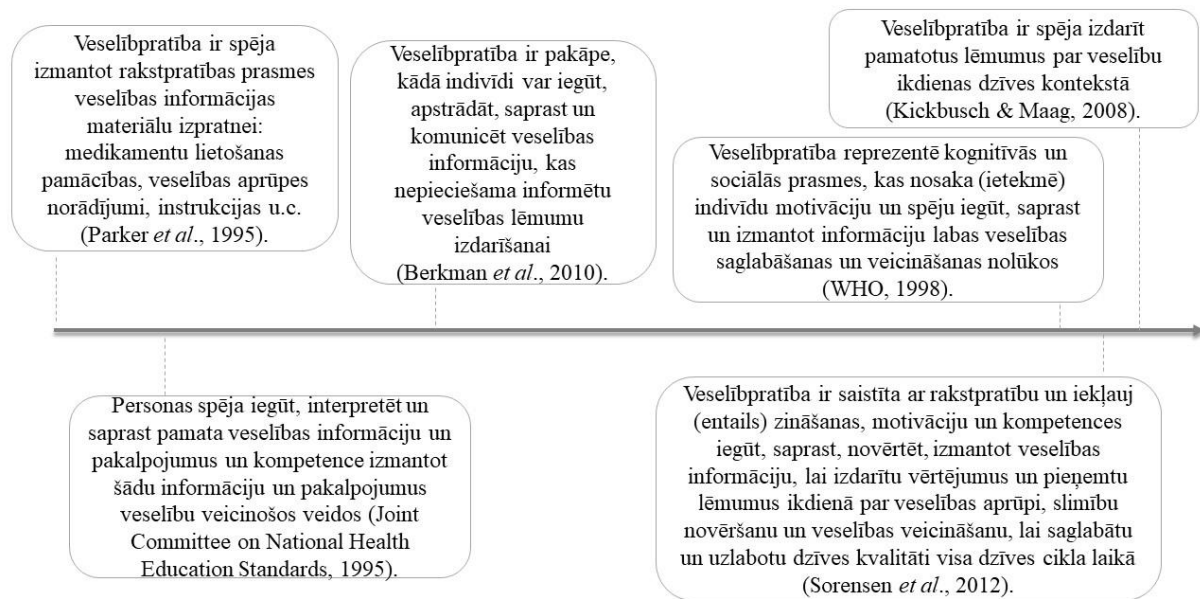 Veselībpratība ir spēja
izmantot rakstpratības prasmes
veselības informācijas
materiālu izpratnei:
medikamentu lietošanas
pamācības, veselības aprūpes
norādījumi, instrukcijas u.c.
(Parker et al., 1995).
Veselībpratība ir pakāpe,
kādā indivīdi var iegūt,
apstrādāt, saprast un
komunicēt veselības
informāciju, kas
nepieciešama informētu
veselības lēmumu
izdarīšanai
(Berkman et al., 2010).
Veselībpratība ir spēja izdarīt
pamatotus lēmumus par veselību
ikdienas dzīves kontekstā
(Kickbusch & Maag, 2008).
Veselībpratība reprezentē kognitīvās un
sociālās prasmes, kas nosaka (ietekmē)
indivīdu motivāciju un spēju iegūt, saprast
un izmantot informāciju labas veselības
saglabāšanas un veicināšanas nolūkos
(WHO, 1998).
Personas spēja iegūt, interpretēt un
saprast pamata veselības informāciju un
pakalpojumus un kompetence izmantot
šādu informāciju un pakalpojumus
veselību veicinošos veidos (Joint
Committee on National Health
Education Standards, 1995).
Veselībpratība ir saistīta ar rakstpratību un iekļauj
(entails) zināšanas, motivāciju un kompetences
iegūt, saprast, novērtēt, izmantot veselības
informāciju, lai izdarītu vērtējumus un pieņemtu
lēmumus ikdienā par veselības aprūpi, slimību
novēršanu un veselības veicināšanu, lai saglabātu
un uzlabotu dzīves kvalitāti visa dzīves cikla laikā
(Sorensen et al., 2012).